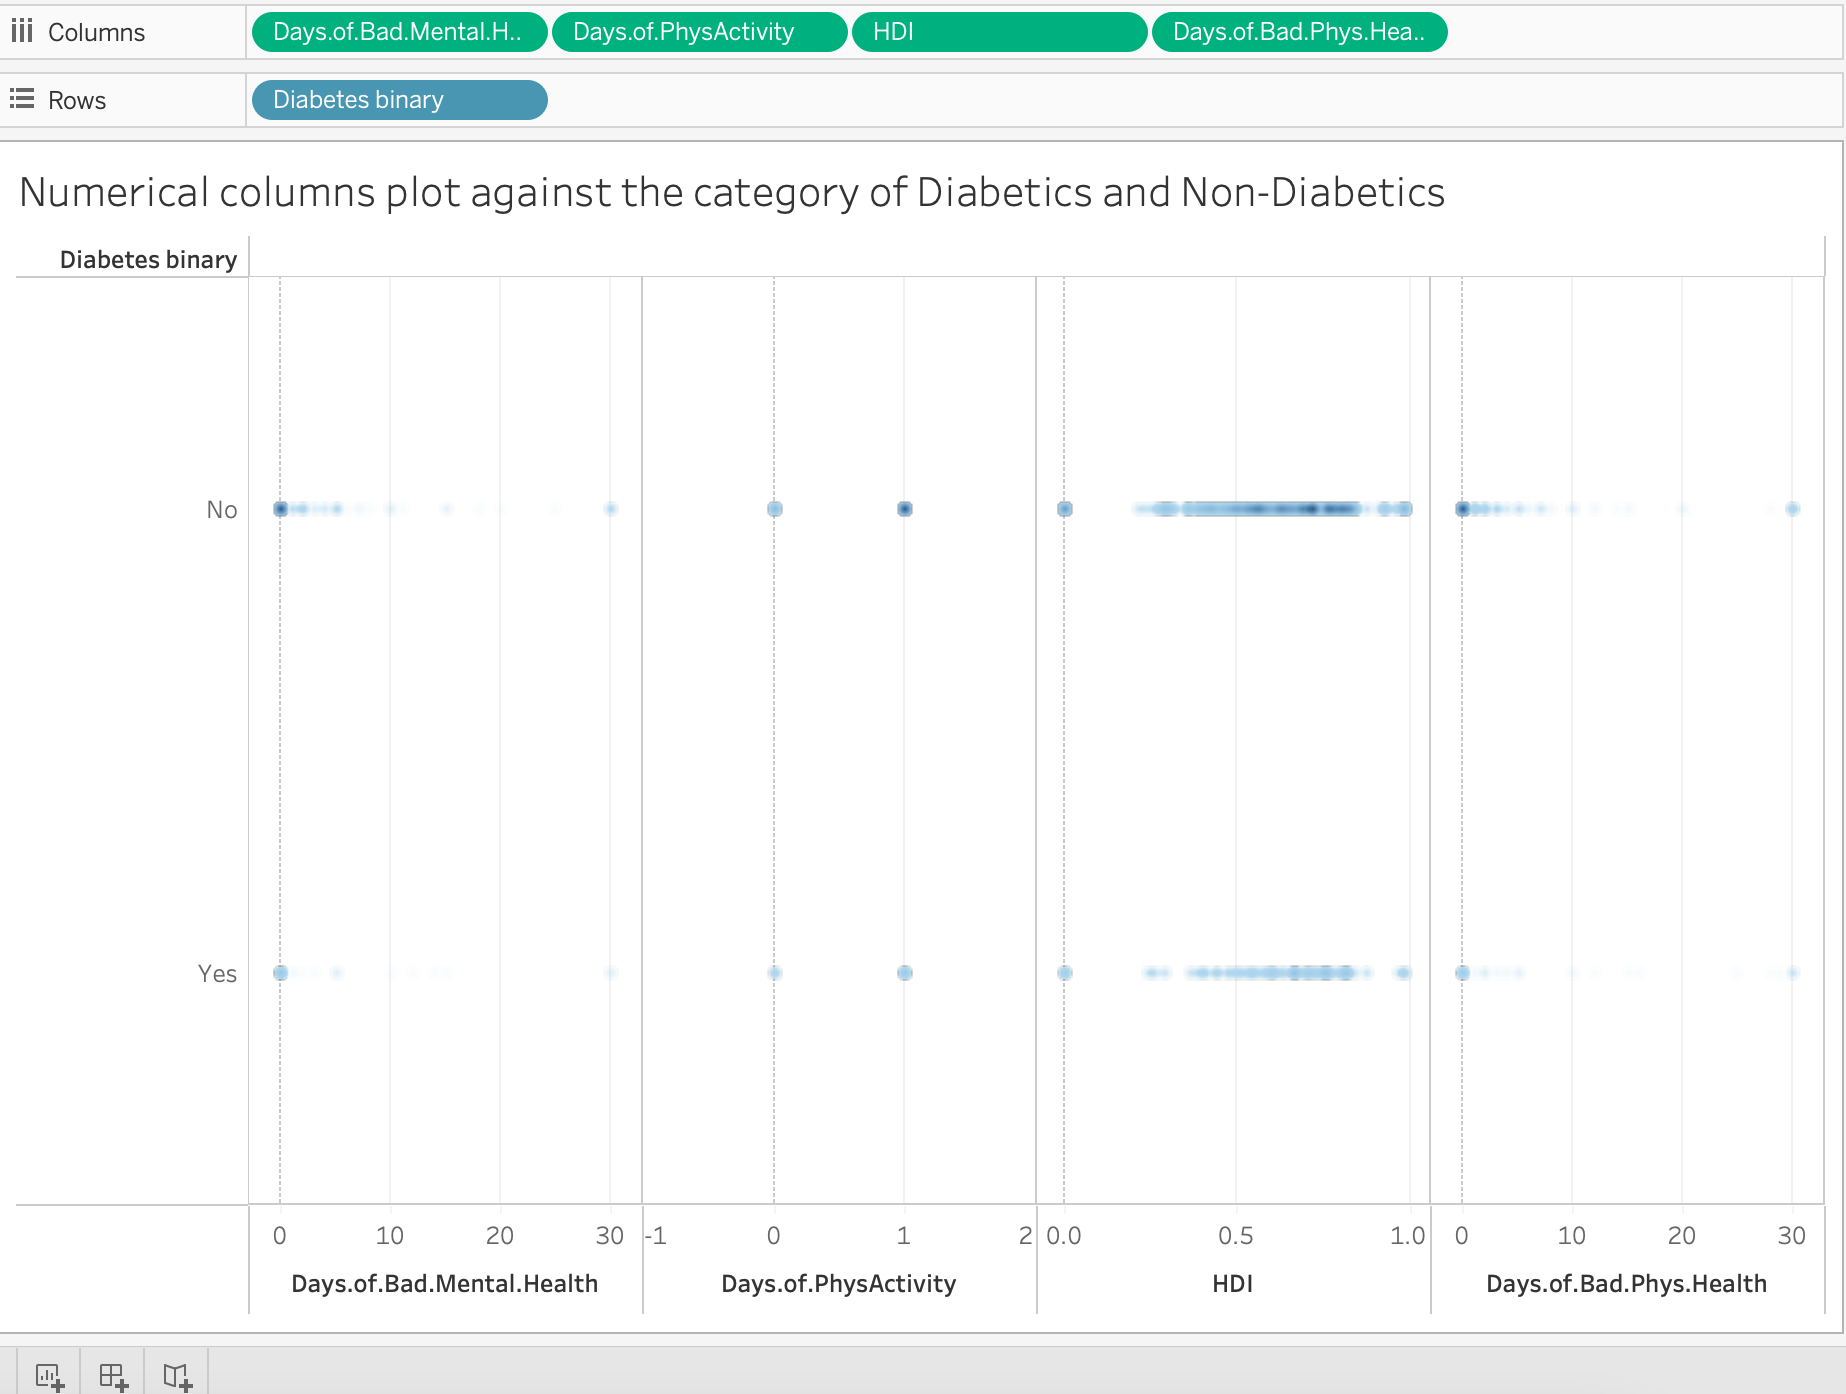 Columns Days.of.Bad.Mental.H.. Days.of.PhysActivity HDI Days.of.Bad.Phys.Hea..
Rows Diabetes binary
Numerical columns plot against the category of Diabetics and Non-Diabetics
Diabetes binary
No
Yes
0 10 20 30 -1 0 1 2 0.0 0.5 1.0 0 10 20 30
Days.of.Bad.Mental.Health Days.of.PhysActivity HDI Days.of.Bad.Phys.Health